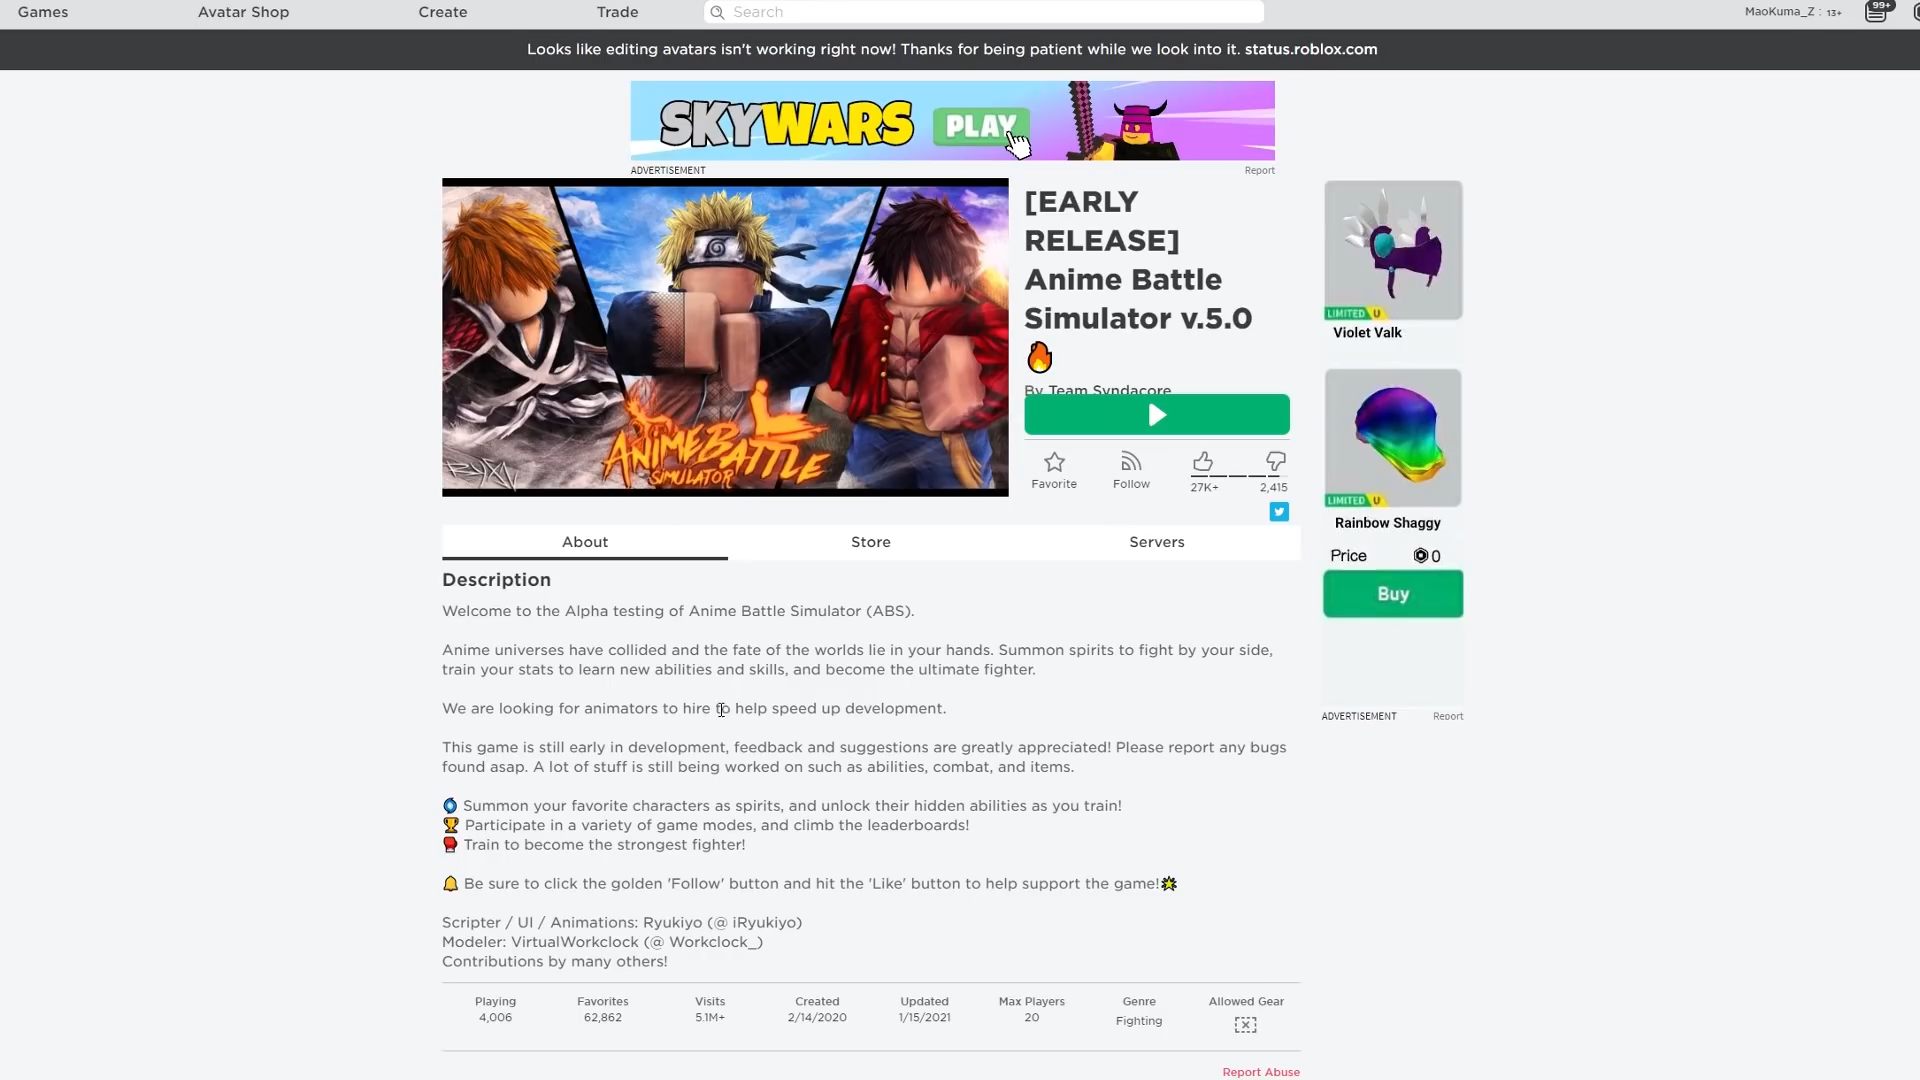 Games Avatar Shop Create Trade Search MaoKuma_Z : 13+ 99+
Looks like editing avatars isn't working right now! Thanks for being patient while we look into it. status.roblox.com
SKYWARS PLAY
ADVERTISEMENT Report
ANIME BATTLE
SIMULATOR
[EARLY
RELEASE]
Anime Battle
Simulator v.5.0
🔥
By Team Syndacore
Favorite Follow 27K+ 2,415
LIMITED U
Violet Valk
LIMITED U
Rainbow Shaggy
Price 0
Buy
ADVERTISEMENT Report
About Store Servers
Description
Welcome to the Alpha testing of Anime Battle Simulator (ABS).
Anime universes have collided and the fate of the worlds lie in your hands. Summon spirits to fight by your side,
train your stats to learn new abilities and skills, and become the ultimate fighter.
We are looking for animators to hire to help speed up development.
This game is still early in development, feedback and suggestions are greatly appreciated! Please report any bugs
found asap. A lot of stuff is still being worked on such as abilities, combat, and items.
🌀 Summon your favorite characters as spirits, and unlock their hidden abilities as you train!
🏆 Participate in a variety of game modes, and climb the leaderboards!
🥊 Train to become the strongest fighter!
🔔 Be sure to click the golden 'Follow' button and hit the 'Like' button to help support the game!🌟
Scripter / UI / Animations: Ryukiyo (@ iRyukiyo)
Modeler: VirtualWorkclock (@ Workclock_)
Contributions by many others!
Playing Favorites Visits Created Updated Max Players Genre Allowed Gear
4,006 62,862 5.1M+ 2/14/2020 1/15/2021 20 Fighting
Report Abuse